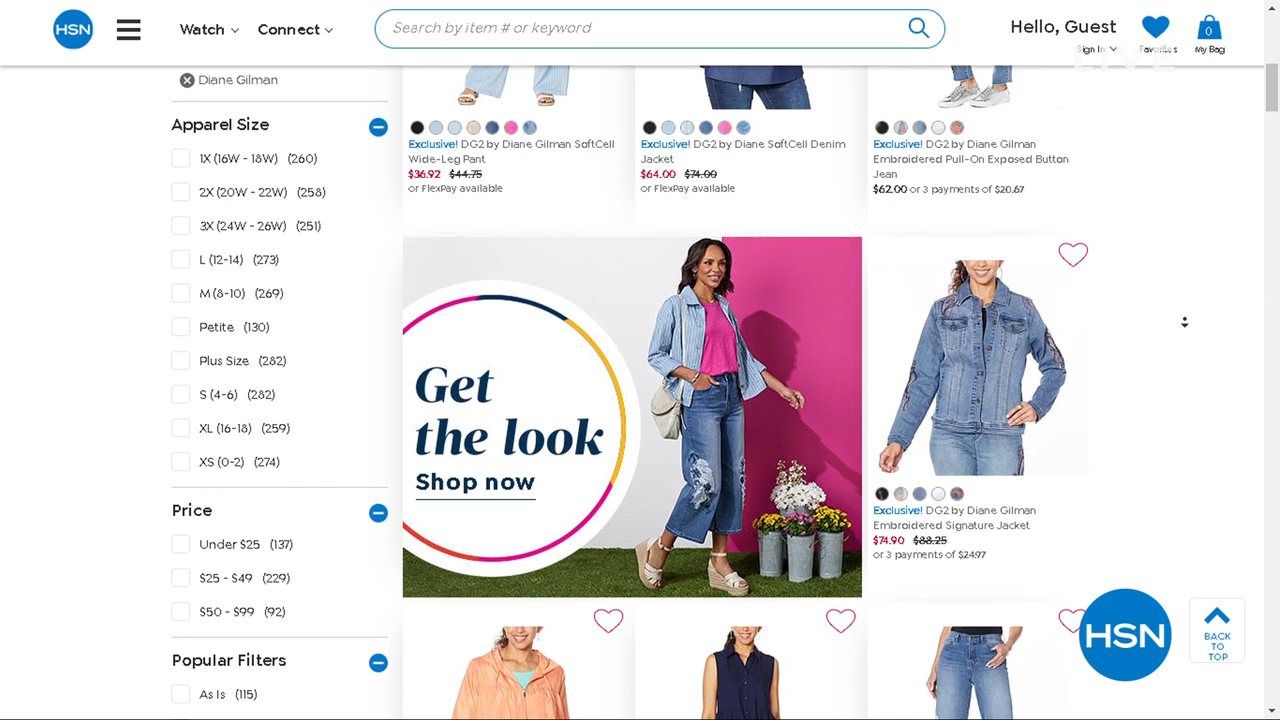 HSN
Watch
Connect
Search by item # or keyword
Hello, Guest
Sign In
Favorites
0
My Bag
LIVE
Diane Gilman
Apparel Size
1X (16W - 18W) (260)
2X (20W - 22W) (258)
3X (24W - 26W) (251)
L (12-14) (273)
M (8-10) (269)
Petite (130)
Plus Size (282)
S (4-6) (282)
XL (16-18) (259)
XS (0-2) (274)
Price
Under $25 (137)
$25 - $49 (229)
$50 - $99 (92)
Popular Filters
As Is (115)
Exclusive! DG2 by Diane Gilman SoftCell
Wide-Leg Pant
$36.92 $44.75
or FlexPay available
Exclusive! DG2 by Diane SoftCell Denim
Jacket
$64.00 $74.00
or FlexPay available
Exclusive! DG2 by Diane Gilman
Embroidered Pull-On Exposed Button
Jean
$62.00 or 3 payments of $20.67
Get
the look
Shop now
Exclusive! DG2 by Diane Gilman
Embroidered Signature Jacket
$74.90 $88.25
or 3 payments of $24.97
HSN
BACK
TO
TOP